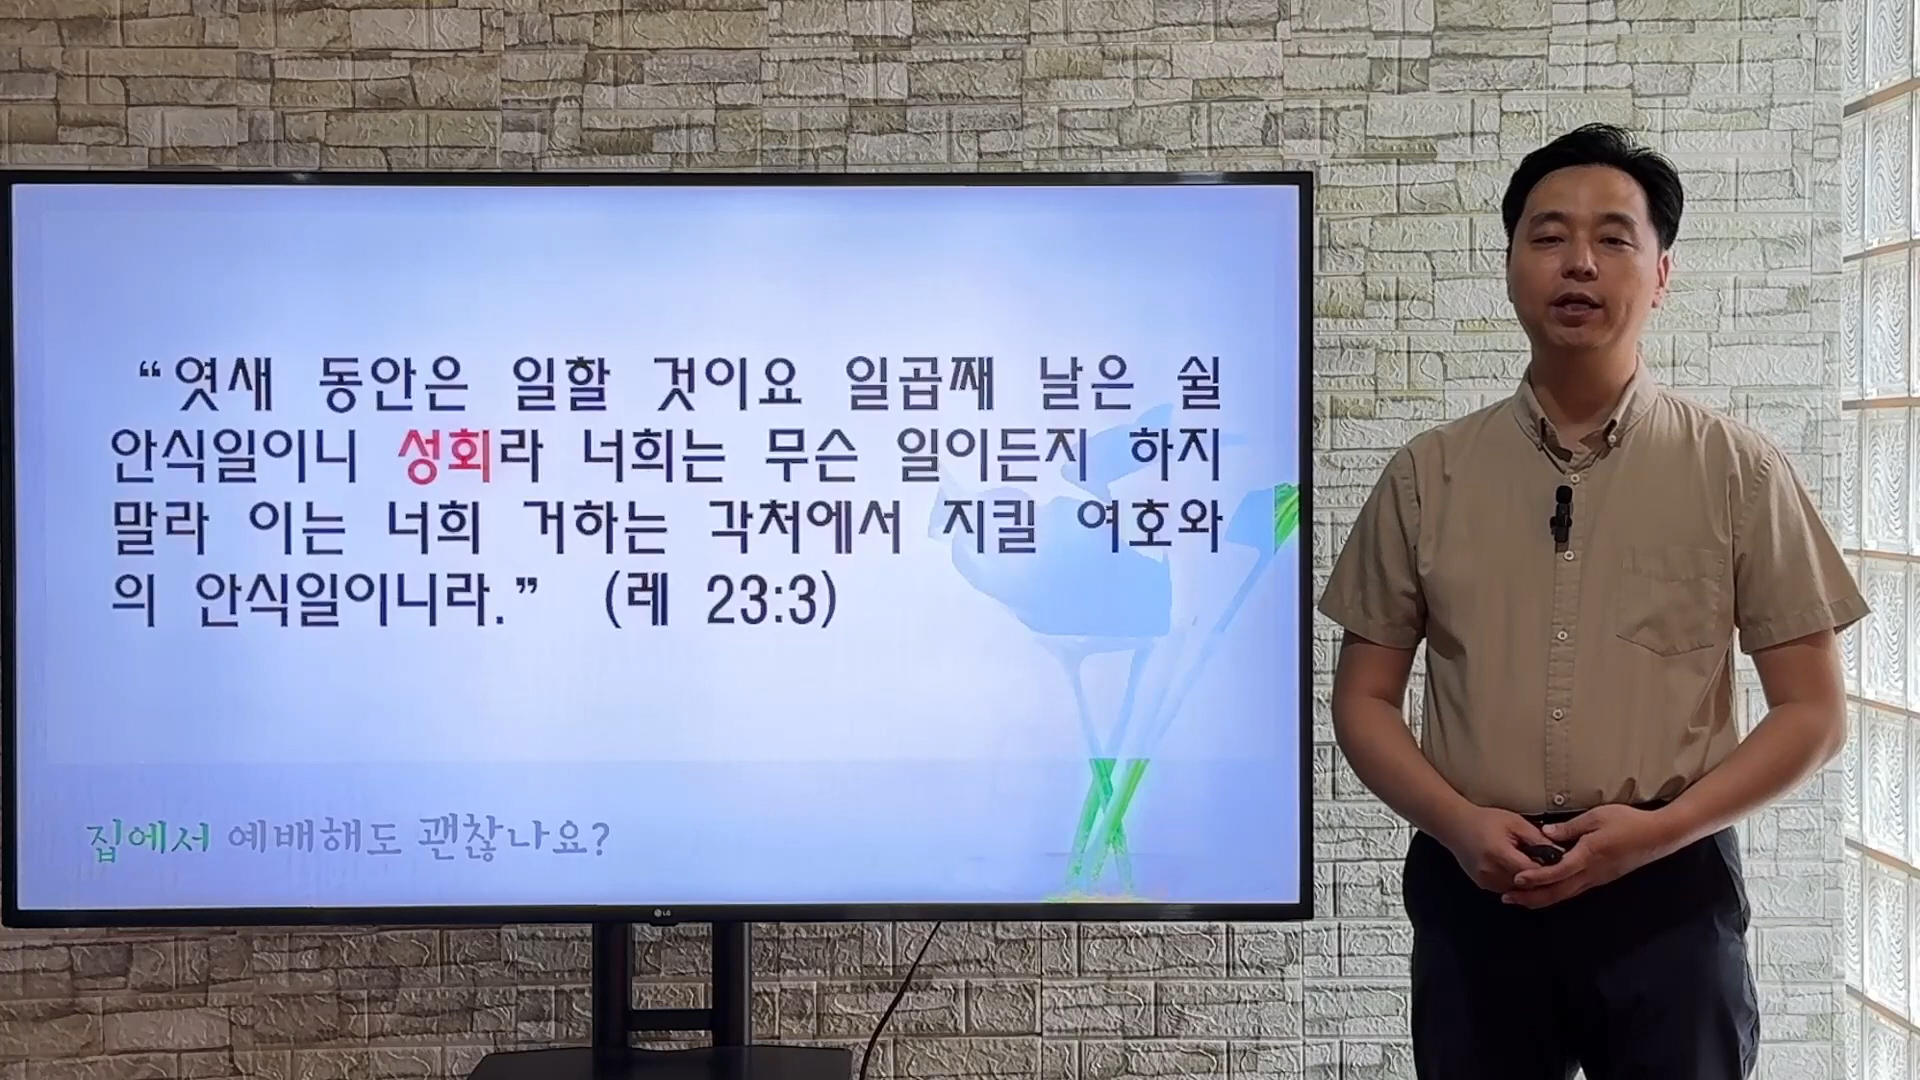 “엿새 동안은 일할 것이요 일곱째 날은 쉴
안식일이니 성회라 너희는 무슨 일이든지 하지
말라 이는 너희 거하는 각처에서 지킬 여호와
의 안식일이니라.” (레 23:3)
집에서 예배해도 괜찮나요?
LG